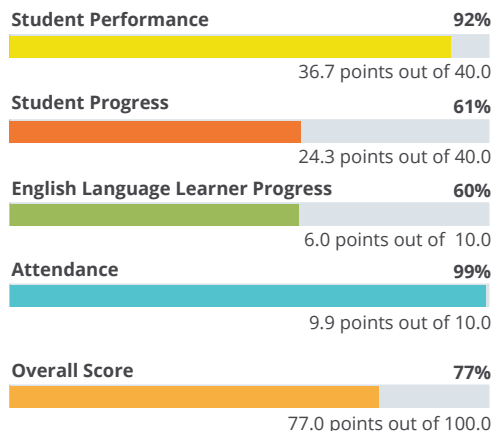 Student Performance 92%
36.7 points out of 40.0
Student Progress 61%
24.3 points out of 40.0
English Language Learner Progress 60%
6.0 points out of 10.0
Attendance 99%
9.9 points out of 10.0
Overall Score 77%
77.0 points out of 100.0